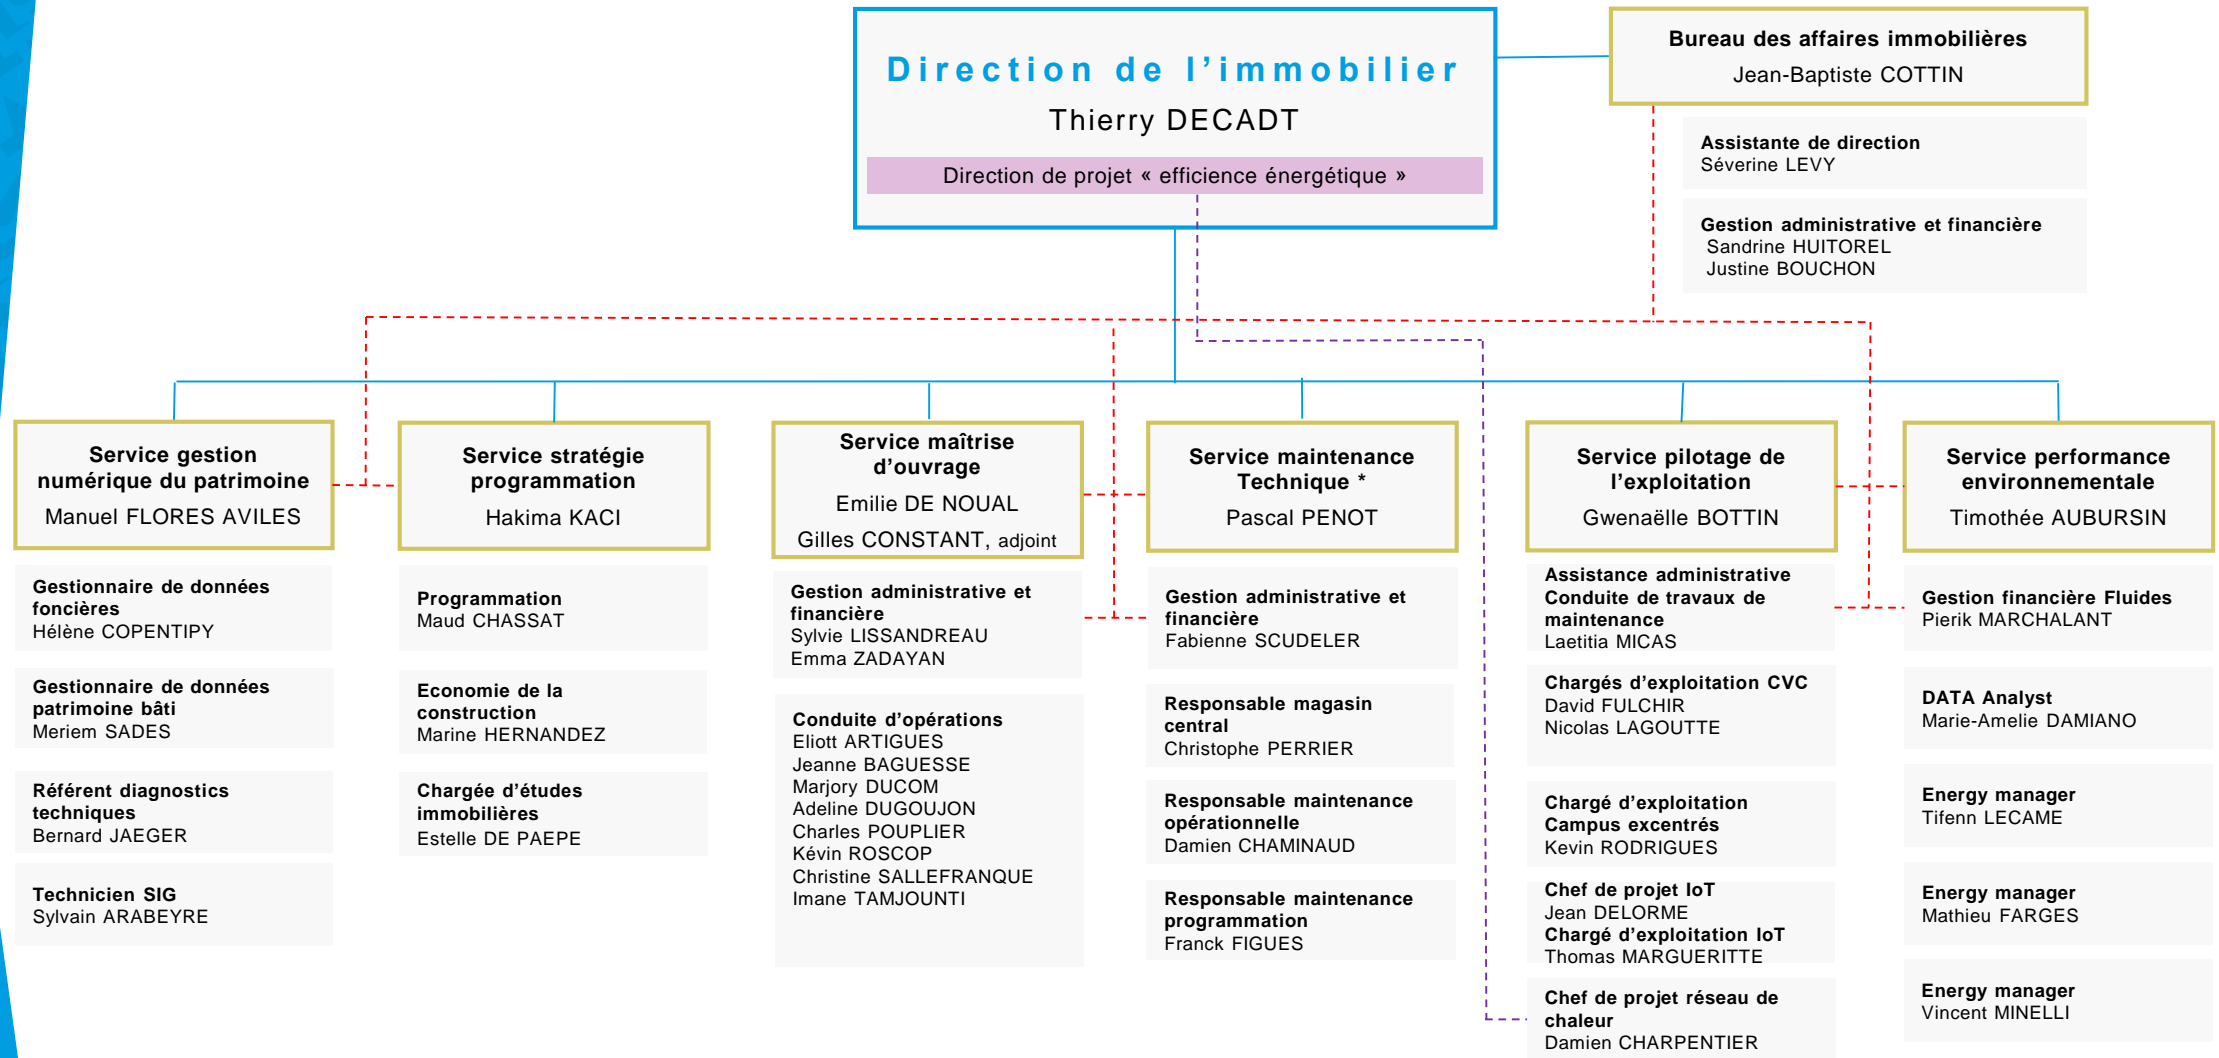 Direction de l’immobilier
Thierry DECADT
Direction de projet « efficience énergétique »
Bureau des affaires immobilières
Jean-Baptiste COTTIN
Assistante de direction
Séverine LEVY
Gestion administrative et financière
Sandrine HUITOREL
Justine BOUCHON
Service gestion
numérique du patrimoine
Manuel FLORES AVILES
Gestionnaire de données
foncières
Hélène COPENTIPY
Gestionnaire de données
patrimoine bâti
Meriem SADES
Référent diagnostics
techniques
Bernard JAEGER
Technicien SIG
Sylvain ARABEYRE
Service stratégie
programmation
Hakima KACI
Programmation
Maud CHASSAT
Economie de la
construction
Marine HERNANDEZ
Chargée d’études
immobilières
Estelle DE PAEPE
Service maîtrise
d’ouvrage
Emilie DE NOUAL
Gilles CONSTANT, adjoint
Gestion administrative et
financière
Sylvie LISSANDREAU
Emma ZADAYAN
Conduite d’opérations
Eliott ARTIGUES
Jeanne BAGUESSE
Marjory DUCOM
Adeline DUGOUJON
Charles POUPLIER
Kévin ROSCOP
Christine SALLEFRANQUE
Imane TAMJOUNTI
Service maintenance
Technique *
Pascal PENOT
Gestion administrative et
financière
Fabienne SCUDELER
Responsable magasin
central
Christophe PERRIER
Responsable maintenance
opérationnelle
Damien CHAMINAUD
Responsable maintenance
programmation
Franck FIGUES
Service pilotage de
l’exploitation
Gwenaëlle BOTTIN
Assistance administrative
Conduite de travaux de
maintenance
Laetitia MICAS
Chargés d’exploitation CVC
David FULCHIR
Nicolas LAGOUTTE
Chargé d’exploitation
Campus excentrés
Kevin RODRIGUES
Chef de projet IoT
Jean DELORME
Chargé d’exploitation IoT
Thomas MARGUERITTE
Chef de projet réseau de
chaleur
Damien CHARPENTIER
Service performance
environnementale
Timothée AUBURSIN
Gestion financière Fluides
Pierik MARCHALANT
DATA Analyst
Marie-Amelie DAMIANO
Energy manager
Tifenn LECAME
Energy manager
Mathieu FARGES
Energy manager
Vincent MINELLI